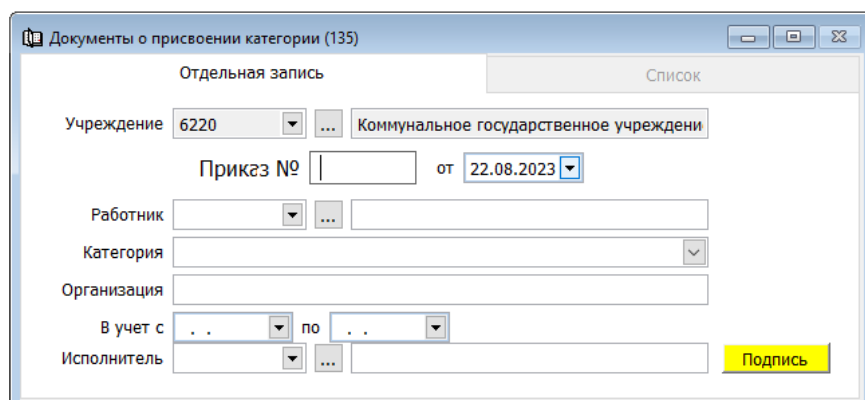 Документы о присвоении категории (135)
Отдельная запись Список
Учреждение 6220 ... Коммунальное государственное учреждени
Приказ № от 22.08.2023
Работник ...
Категория
Организация
В учет с . . по . .
Исполнитель ... Подпись